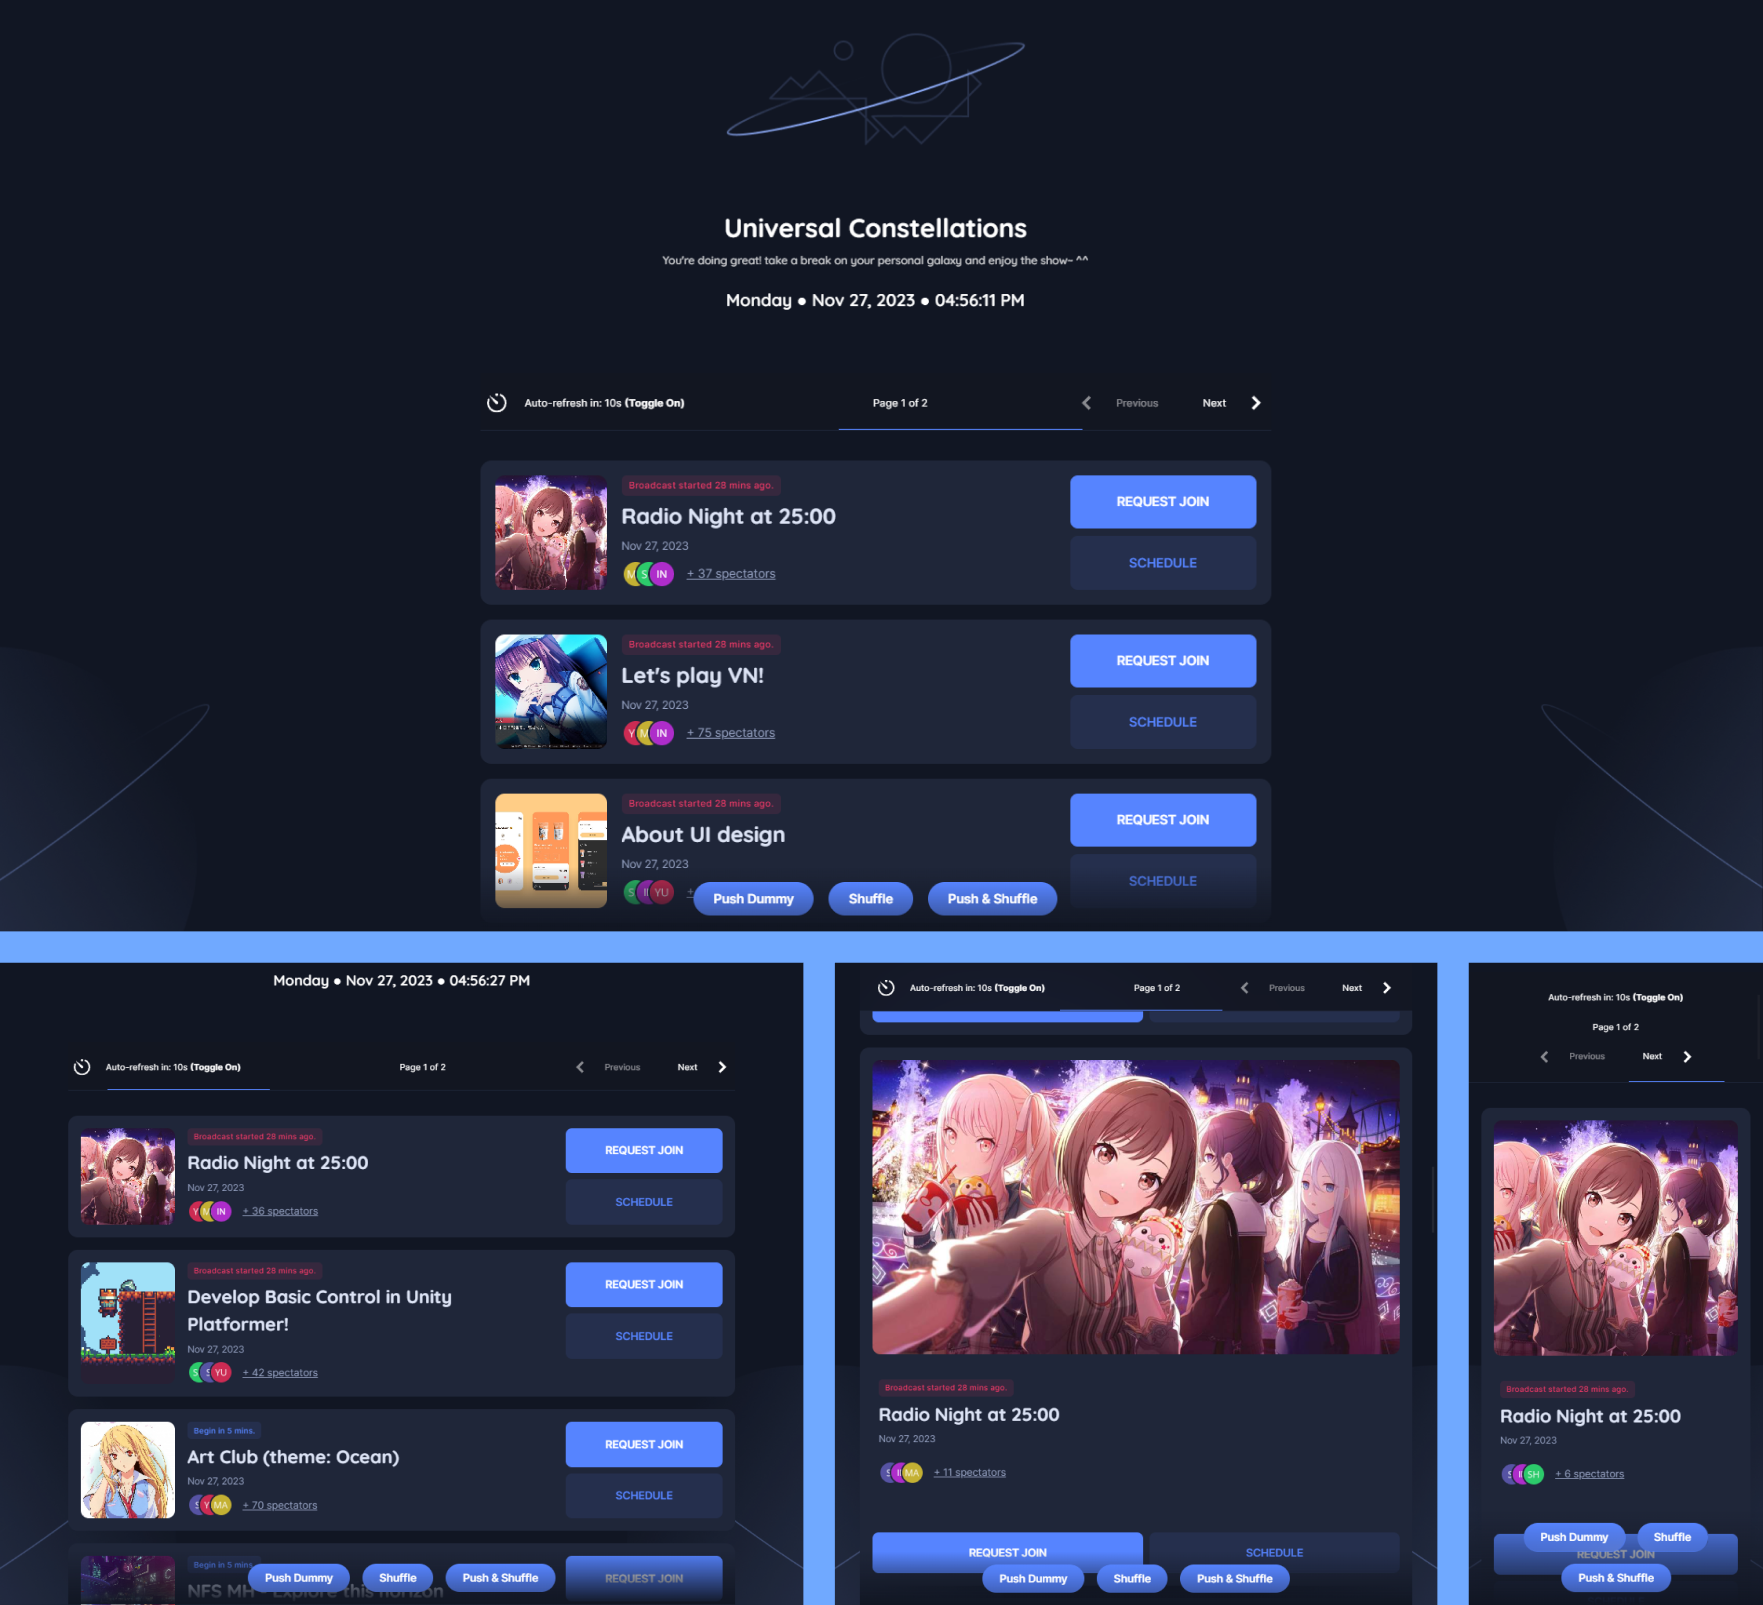 Universal Constellations
You're doing great! take a break on your personal galaxy and enjoy the show~ ^^
Monday ● Nov 27, 2023 ● 04:56:11 PM
Auto-refresh in: 10s (Toggle On)
Page 1 of 2
Previous
Next
Broadcast started 28 mins ago.
Radio Night at 25:00
Nov 27, 2023
M S IN + 37 spectators
REQUEST JOIN
SCHEDULE
Broadcast started 28 mins ago.
Let's play VN!
Nov 27, 2023
Y M IN + 75 spectators
REQUEST JOIN
SCHEDULE
Broadcast started 28 mins ago.
About UI design
Nov 27, 2023
S I YU +
REQUEST JOIN
SCHEDULE
Push Dummy
Shuffle
Push & Shuffle
Monday ● Nov 27, 2023 ● 04:56:27 PM
Auto-refresh in: 10s (Toggle On)
Page 1 of 2
Previous
Next
Broadcast started 28 mins ago.
Radio Night at 25:00
Nov 27, 2023
Y M IN + 36 spectators
REQUEST JOIN
SCHEDULE
Broadcast started 28 mins ago.
Develop Basic Control in Unity
Platformer!
Nov 27, 2023
S S YU + 42 spectators
REQUEST JOIN
SCHEDULE
Begin in 5 mins.
Art Club (theme: Ocean)
Nov 27, 2023
S Y MA + 70 spectators
REQUEST JOIN
SCHEDULE
Begin in 5 mins.
NFS MH - Explore this horizon
REQUEST JOIN
Push Dummy
Shuffle
Push & Shuffle
Auto-refresh in: 10s (Toggle On)
Page 1 of 2
Previous
Next
Broadcast started 28 mins ago.
Radio Night at 25:00
Nov 27, 2023
S I MA + 11 spectators
REQUEST JOIN
SCHEDULE
Push Dummy
Shuffle
Push & Shuffle
Auto-refresh in: 10s (Toggle On)
Page 1 of 2
Previous
Next
Broadcast started 28 mins ago.
Radio Night at 25:00
Nov 27, 2023
S I SH + 6 spectators
Push Dummy
Shuffle
REQUEST JOIN
Push & Shuffle